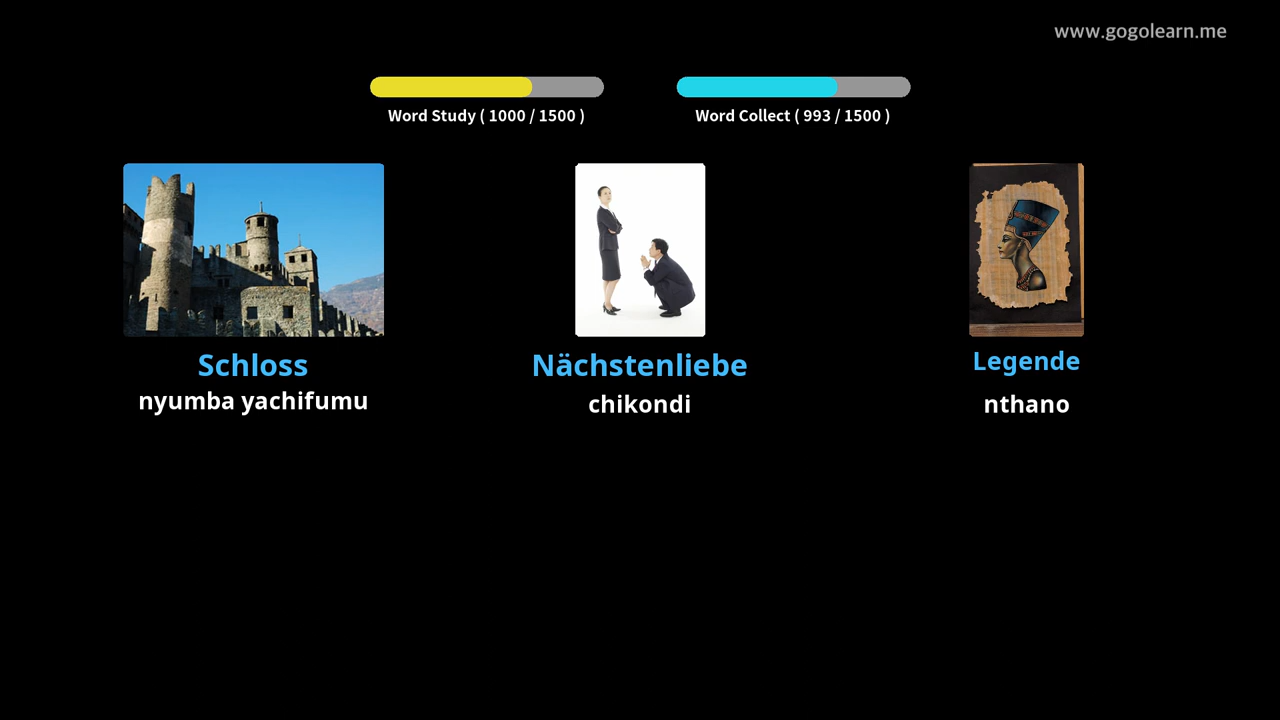 www.gogolearn.me
Word Study ( 1000 / 1500 )
Word Collect ( 993 / 1500 )
Schloss
nyumba yachifumu
Nächstenliebe
chikondi
Legende
nthano